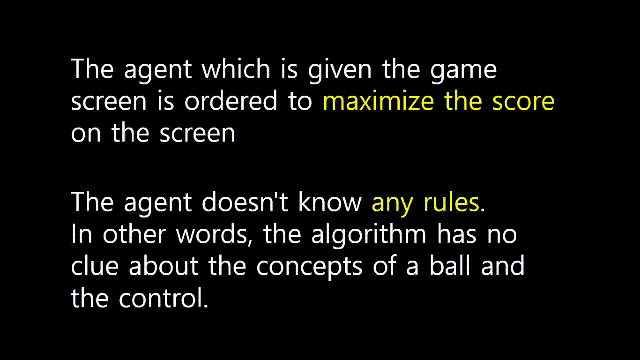 The agent which is given the game
screen is ordered to maximize the score
on the screen
The agent doesn't know any rules.
In other words, the algorithm has no
clue about the concepts of a ball and
the control.